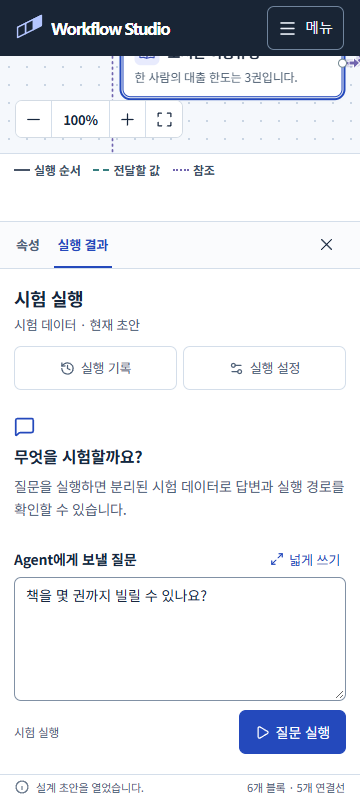 Workflow Studio
메뉴
한 사람의 대출 한도는 3권입니다.
100%
실행 순서
전달할 값
참조
속성
실행 결과
시험 실행
시험 데이터 · 현재 초안
실행 기록
실행 설정
무엇을 시험할까요?
질문을 실행하면 분리된 시험 데이터로 답변과 실행 경로를
확인할 수 있습니다.
Agent에게 보낼 질문
넓게 쓰기
책을 몇 권까지 빌릴 수 있나요?
시험 실행
질문 실행
설계 초안을 열었습니다.
6개 블록 · 5개 연결선